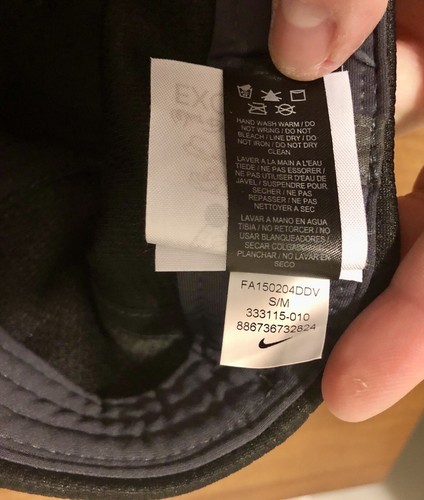 EXC
HAND WASH WARM / DO
NOT WRING / DO NOT
BLEACH / LINE DRY / DO
NOT IRON / DO NOT DRY
CLEAN
LAVER A LA MAIN A L'EAU
TIEDE / NE PAS ESSORER /
NE PAS UTILISER D'EAU DE
JAVEL / SUSPENDRE POUR
SECHER / NE PAS
REPASSER / NE PAS
NETTOYER A SEC
LAVAR A MANO EN AGUA
TIBIA / NO RETORCER / NO
USAR BLANQUEADORES /
SECAR COLGADO / NO
PLANCHAR / NO LAVAR EN
SECO
FA150204DDV
S/M
333115-010
886736732824